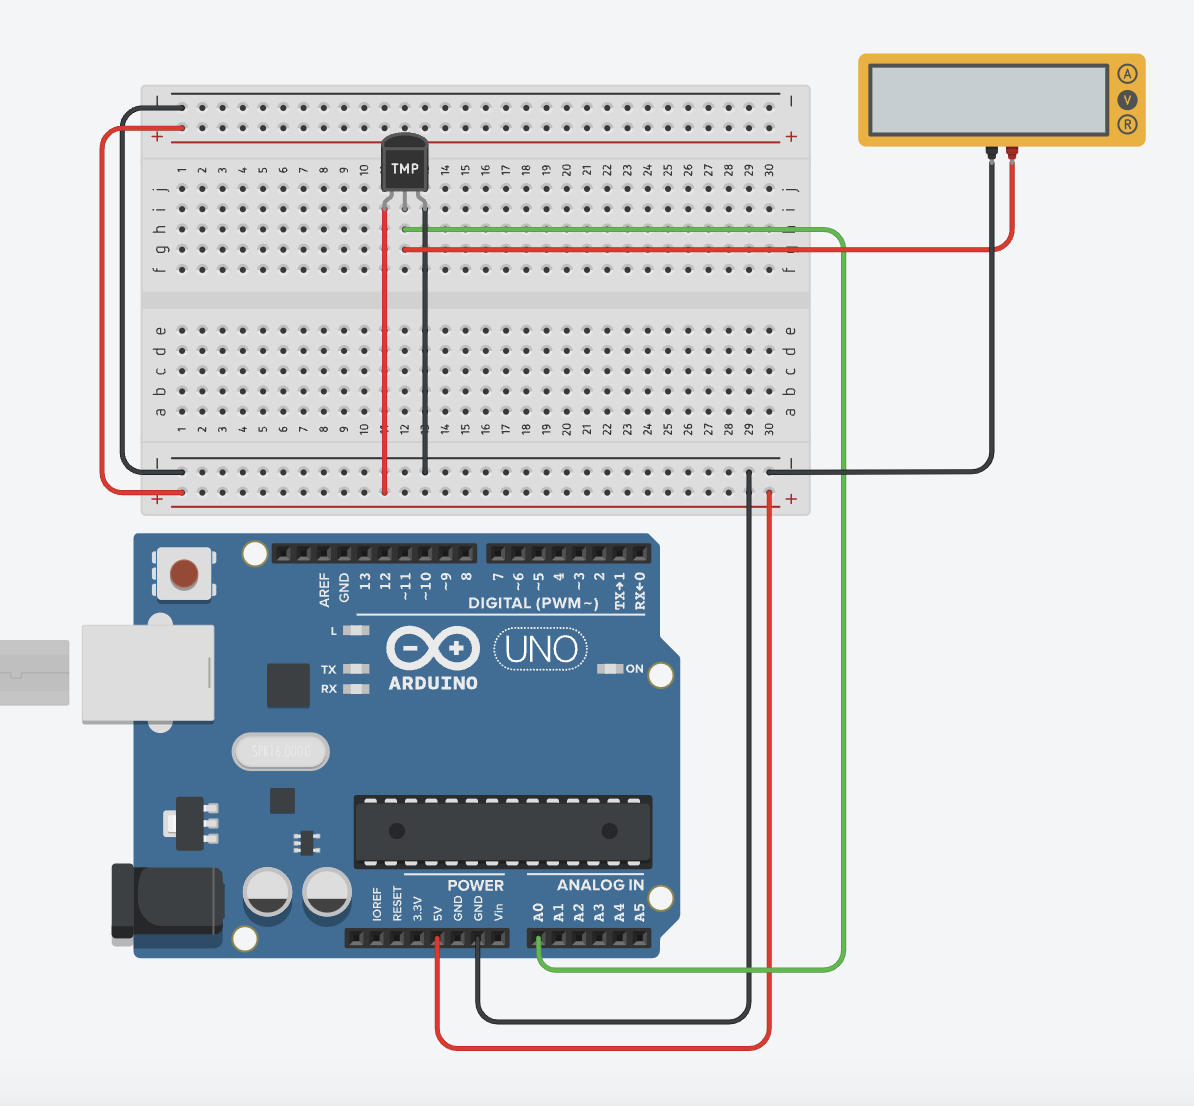 A
V
R
− −
+ +
1 2 3 4 5 6 7 8 9 10 14 15 16 17 18 19 20 21 22 23 24 25 26 27 28 29 30
TMP
j j
i i
h h
g g
f f
e e
d d
c c
b b
a a
1 2 3 4 5 6 7 8 9 10 11 12 13 14 15 16 17 18 19 20 21 22 23 24 25 26 27 28 29 30
− −
+ +
AREF GND 13 12 ~11 ~10 ~9 8 7 ~6 ~5 4 ~3 2 TX→1 RX←0
DIGITAL (PWM~)
L
UNO
TX
ON
RX
ARDUINO
SPK16.000G
POWER
ANALOG IN
IOREF RESET 3.3V 5V GND GND Vin A0 A1 A2 A3 A4 A5